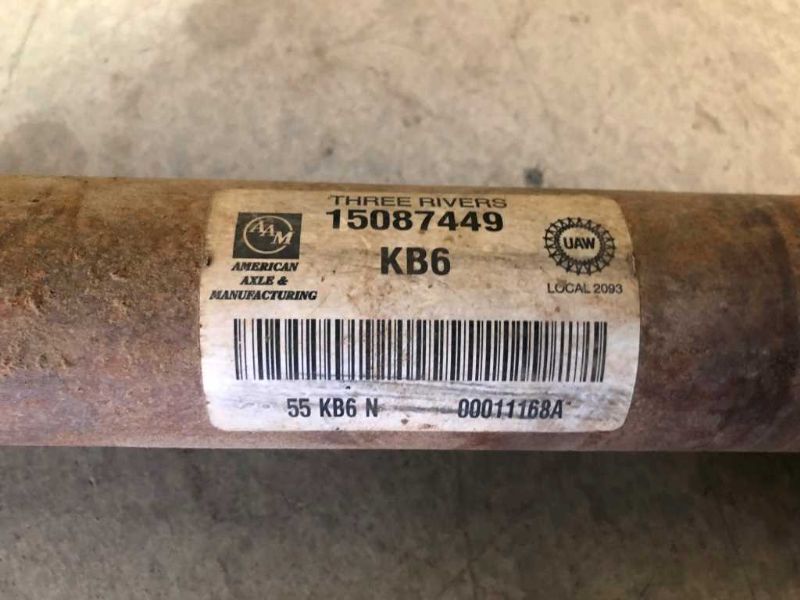 THREE RIVERS
15087449
KB6
AAM
AMERICAN
AXLE &
MANUFACTURING
UAW
LOCAL 2093
55 KB6 N 00011168A